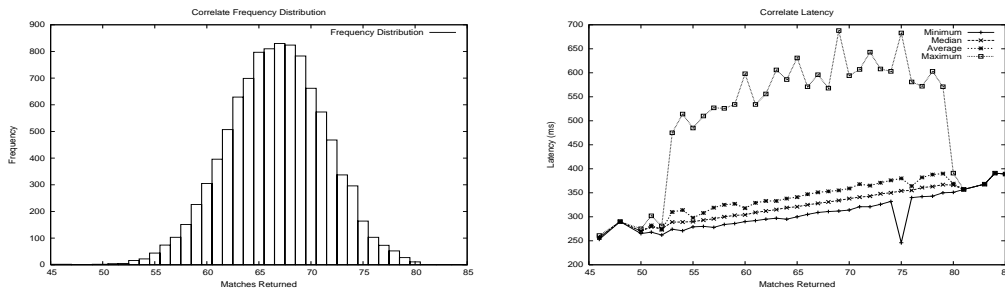 Correlate Frequency Distribution
900
800
700
600
500
400
300
200
100
0
45 50 55 60 65 70 75 80 85
Frequency
Matches Returned
Frequency Distribution
Correlate Latency
700
650
600
550
500
450
400
350
300
250
200
45 50 55 60 65 70 75 80 85
Latency (ms)
Matches Returned
Minimum
Median
Average
Maximum